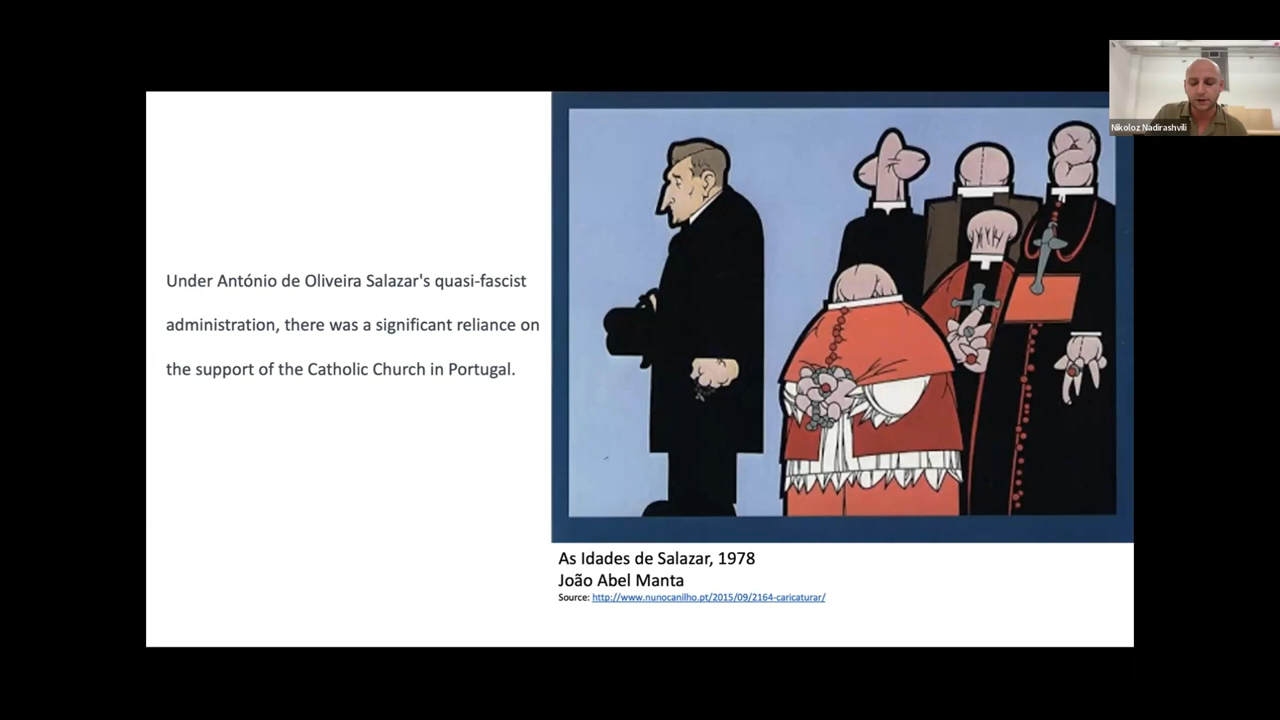 Nikoloz Nadirashvili
Under António de Oliveira Salazar's quasi-fascist
administration, there was a significant reliance on
the support of the Catholic Church in Portugal.
As Idades de Salazar, 1978
João Abel Manta
Source: http://www.nunocanilho.pt/2015/09/2164-caricaturar/